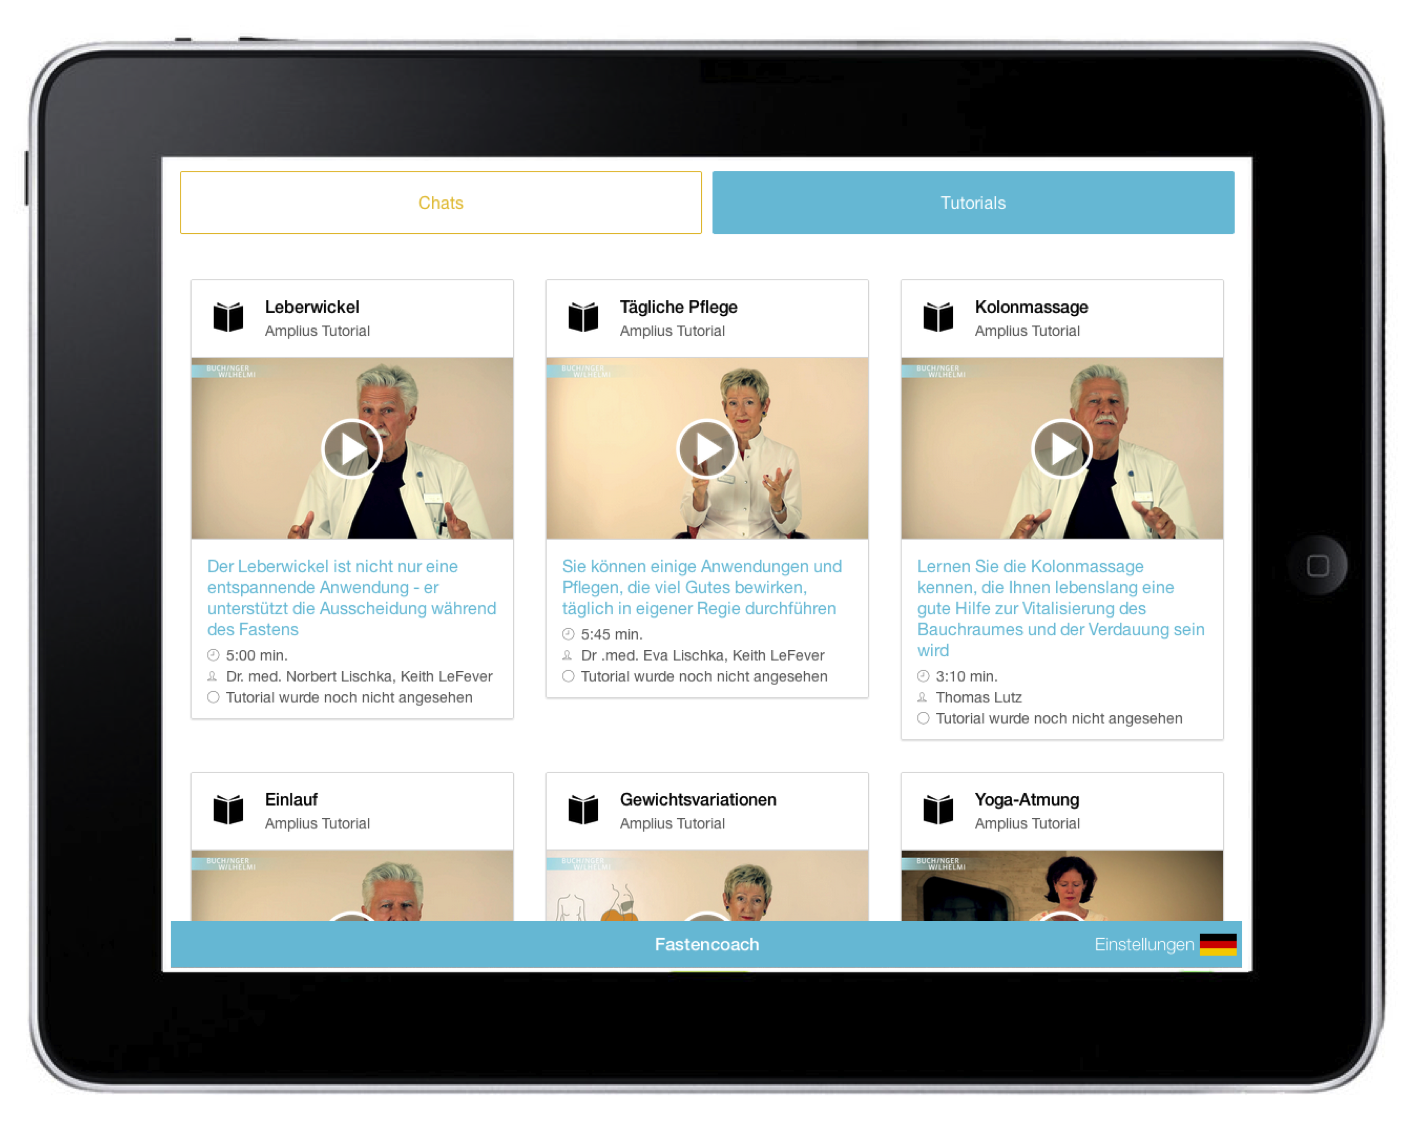 Chats
Tutorials
Leberwickel
Amplius Tutorial
BUCHINGER
WILHELMI
Der Leberwickel ist nicht nur eine
entspannende Anwendung - er
unterstützt die Ausscheidung während
des Fastens
5:00 min.
Dr. med. Norbert Lischka, Keith LeFever
Tutorial wurde noch nicht angesehen
Tägliche Pflege
Amplius Tutorial
BUCHINGER
WILHELMI
Sie können einige Anwendungen und
Pflegen, die viel Gutes bewirken,
täglich in eigener Regie durchführen
5:45 min.
Dr .med. Eva Lischka, Keith LeFever
Tutorial wurde noch nicht angesehen
Kolonmassage
Amplius Tutorial
BUCHINGER
WILHELMI
Lernen Sie die Kolonmassage
kennen, die Ihnen lebenslang eine
gute Hilfe zur Vitalisierung des
Bauchraumes und der Verdauung sein
wird
3:10 min.
Thomas Lutz
Tutorial wurde noch nicht angesehen
Einlauf
Amplius Tutorial
BUCHINGER
WILHELMI
Gewichtsvariationen
Amplius Tutorial
BUCHINGER
WILHELMI
Yoga-Atmung
Amplius Tutorial
BUCHINGER
WILHELMI
Fastencoach
Einstellungen